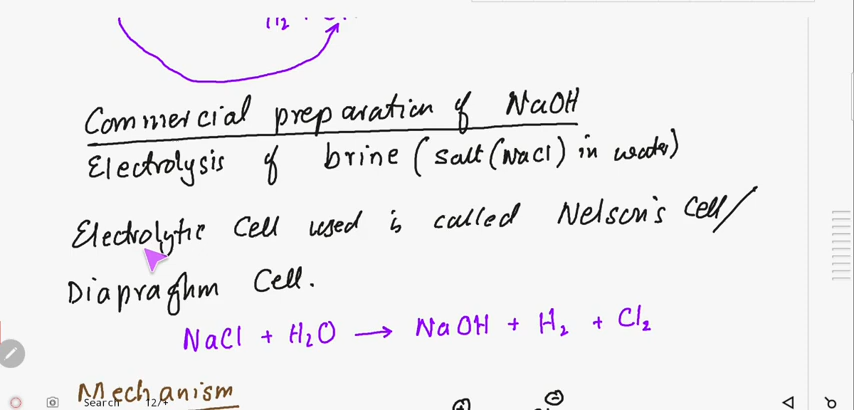 Commercial preparation of NaOH
Electrolysis of brine (salt (NaCl) in water)
Electrolytic Cell used is called Nelson's Cell/
Diapraghm Cell.
NaCl + H₂O → NaOH + H₂ + Cl₂
Mechanism
Search 12/